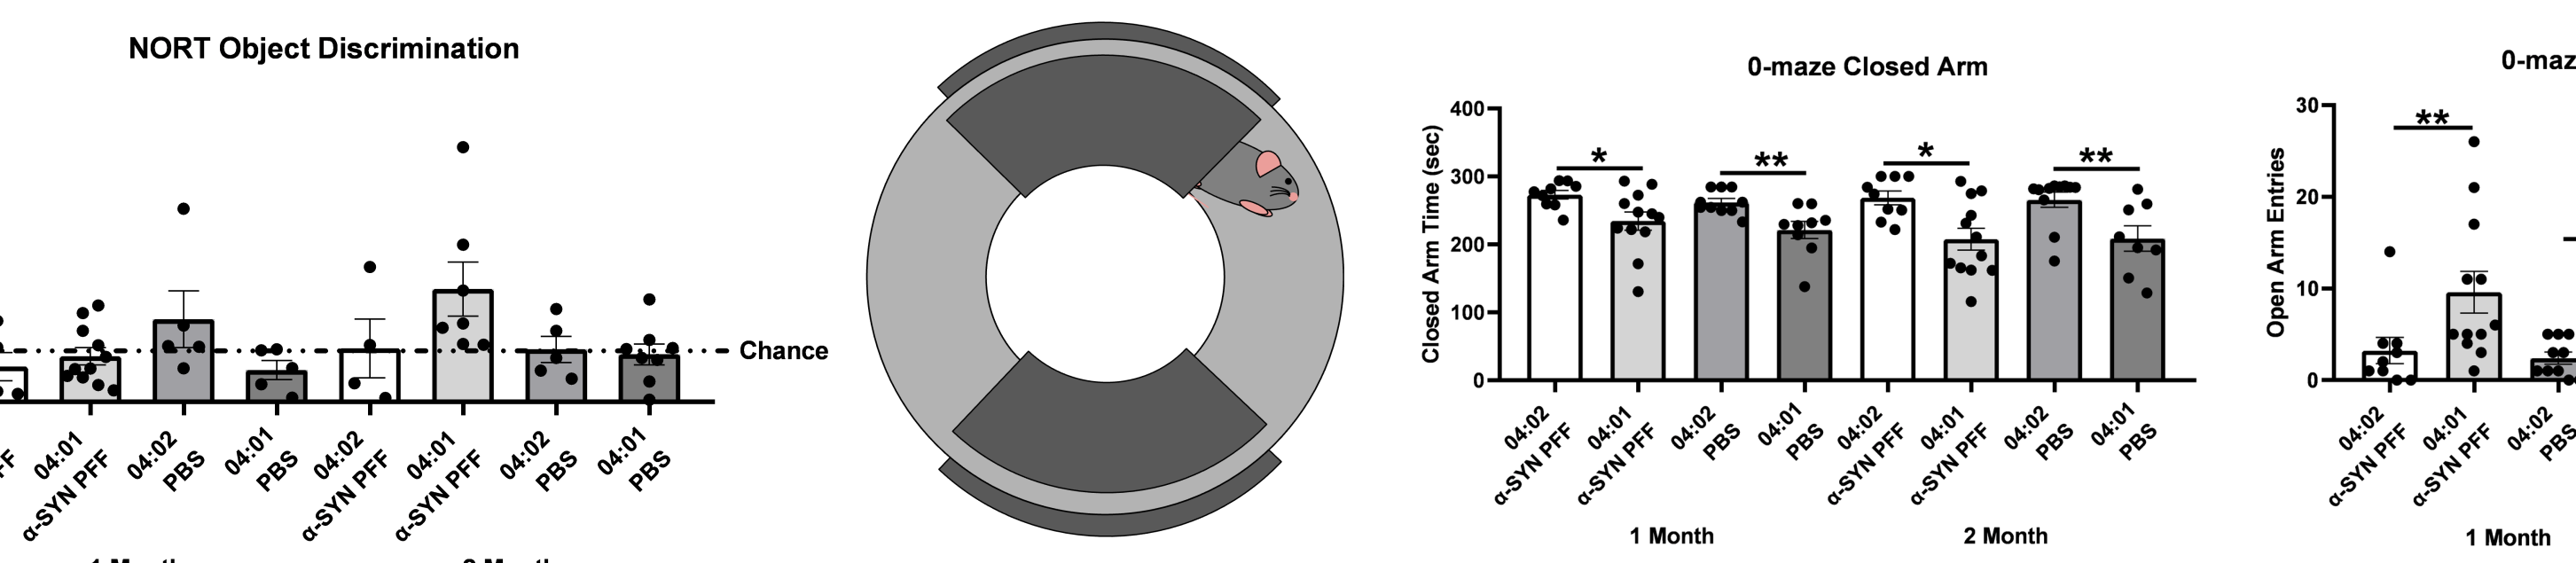 NORT Object Discrimination
Chance
04:01
α-SYN PFF
04:02
PBS
04:01
PBS
04:02
α-SYN PFF
04:01
α-SYN PFF
04:02
PBS
04:01
PBS
0-maze Closed Arm
Closed Arm Time (sec)
400
300
200
100
0
*
**
*
**
04:02
α-SYN PFF
04:01
α-SYN PFF
04:02
PBS
04:01
PBS
04:02
α-SYN PFF
04:01
α-SYN PFF
04:02
PBS
04:01
PBS
1 Month
2 Month
0-maz
Open Arm Entries
30
20
10
0
**
04:02
α-SYN PFF
04:01
α-SYN PFF
04:02
PBS
1 Month